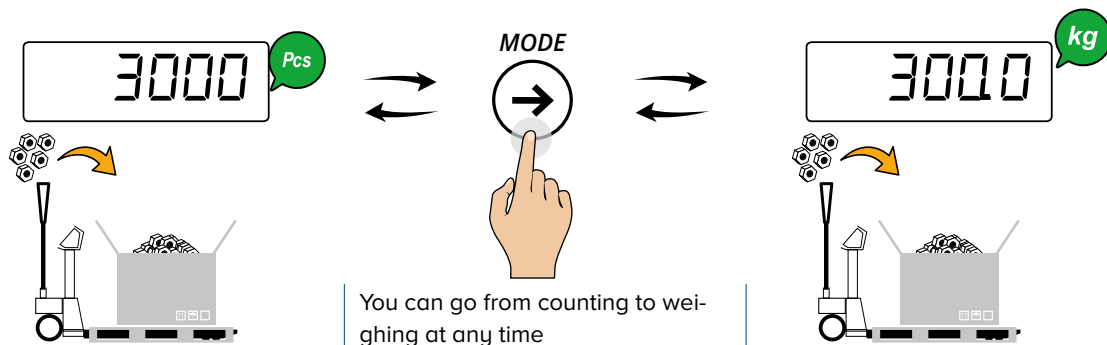 MODE
3000 Pcs
300.0 kg
You can go from counting to wei-
ghing at any time